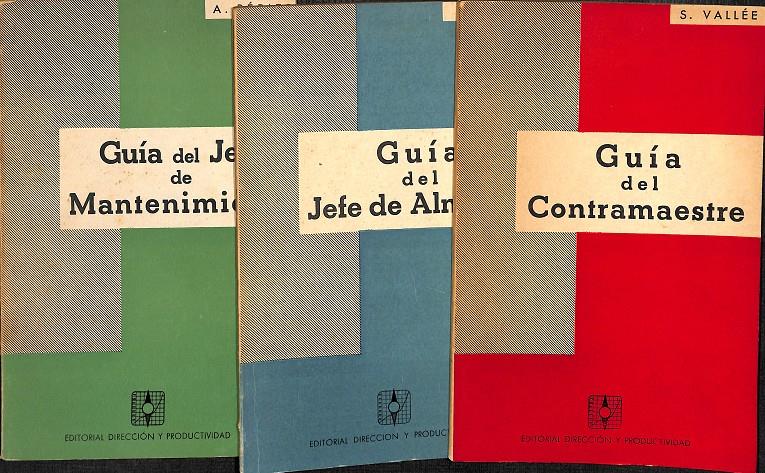 A.
Guía del Je
de
Mantenimie
EDITORIAL DIRECCIÓN Y PRODUCTIVIDAD
Guía
del
Jefe de Alm
EDITORIAL DIRECCION Y PRODUC
S. VALLÉE
Guía
del
Contramaestre
EDITORIAL DIRECCIÓN Y PRODUCTIVIDAD